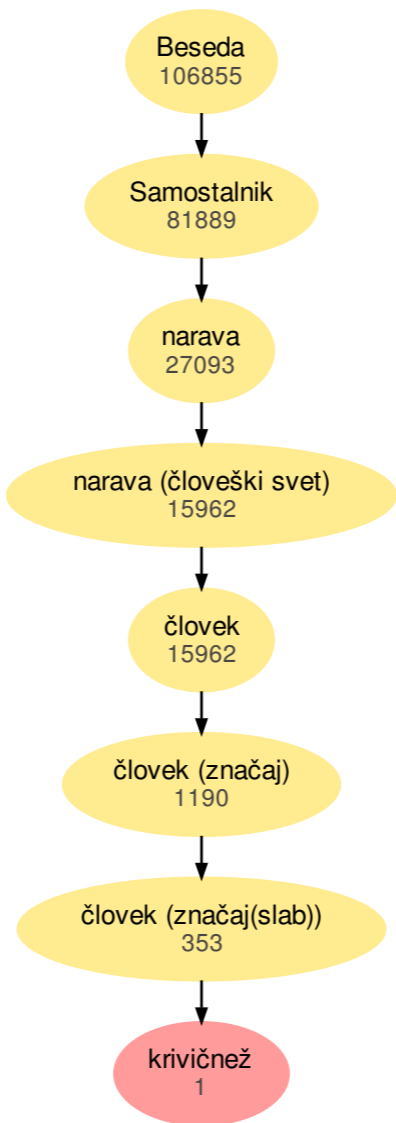 Beseda
106855
Samostalnik
81889
narava
27093
narava (človeški svet)
15962
človek
15962
človek (značaj)
1190
človek (značaj(slab))
353
krivičnež
1